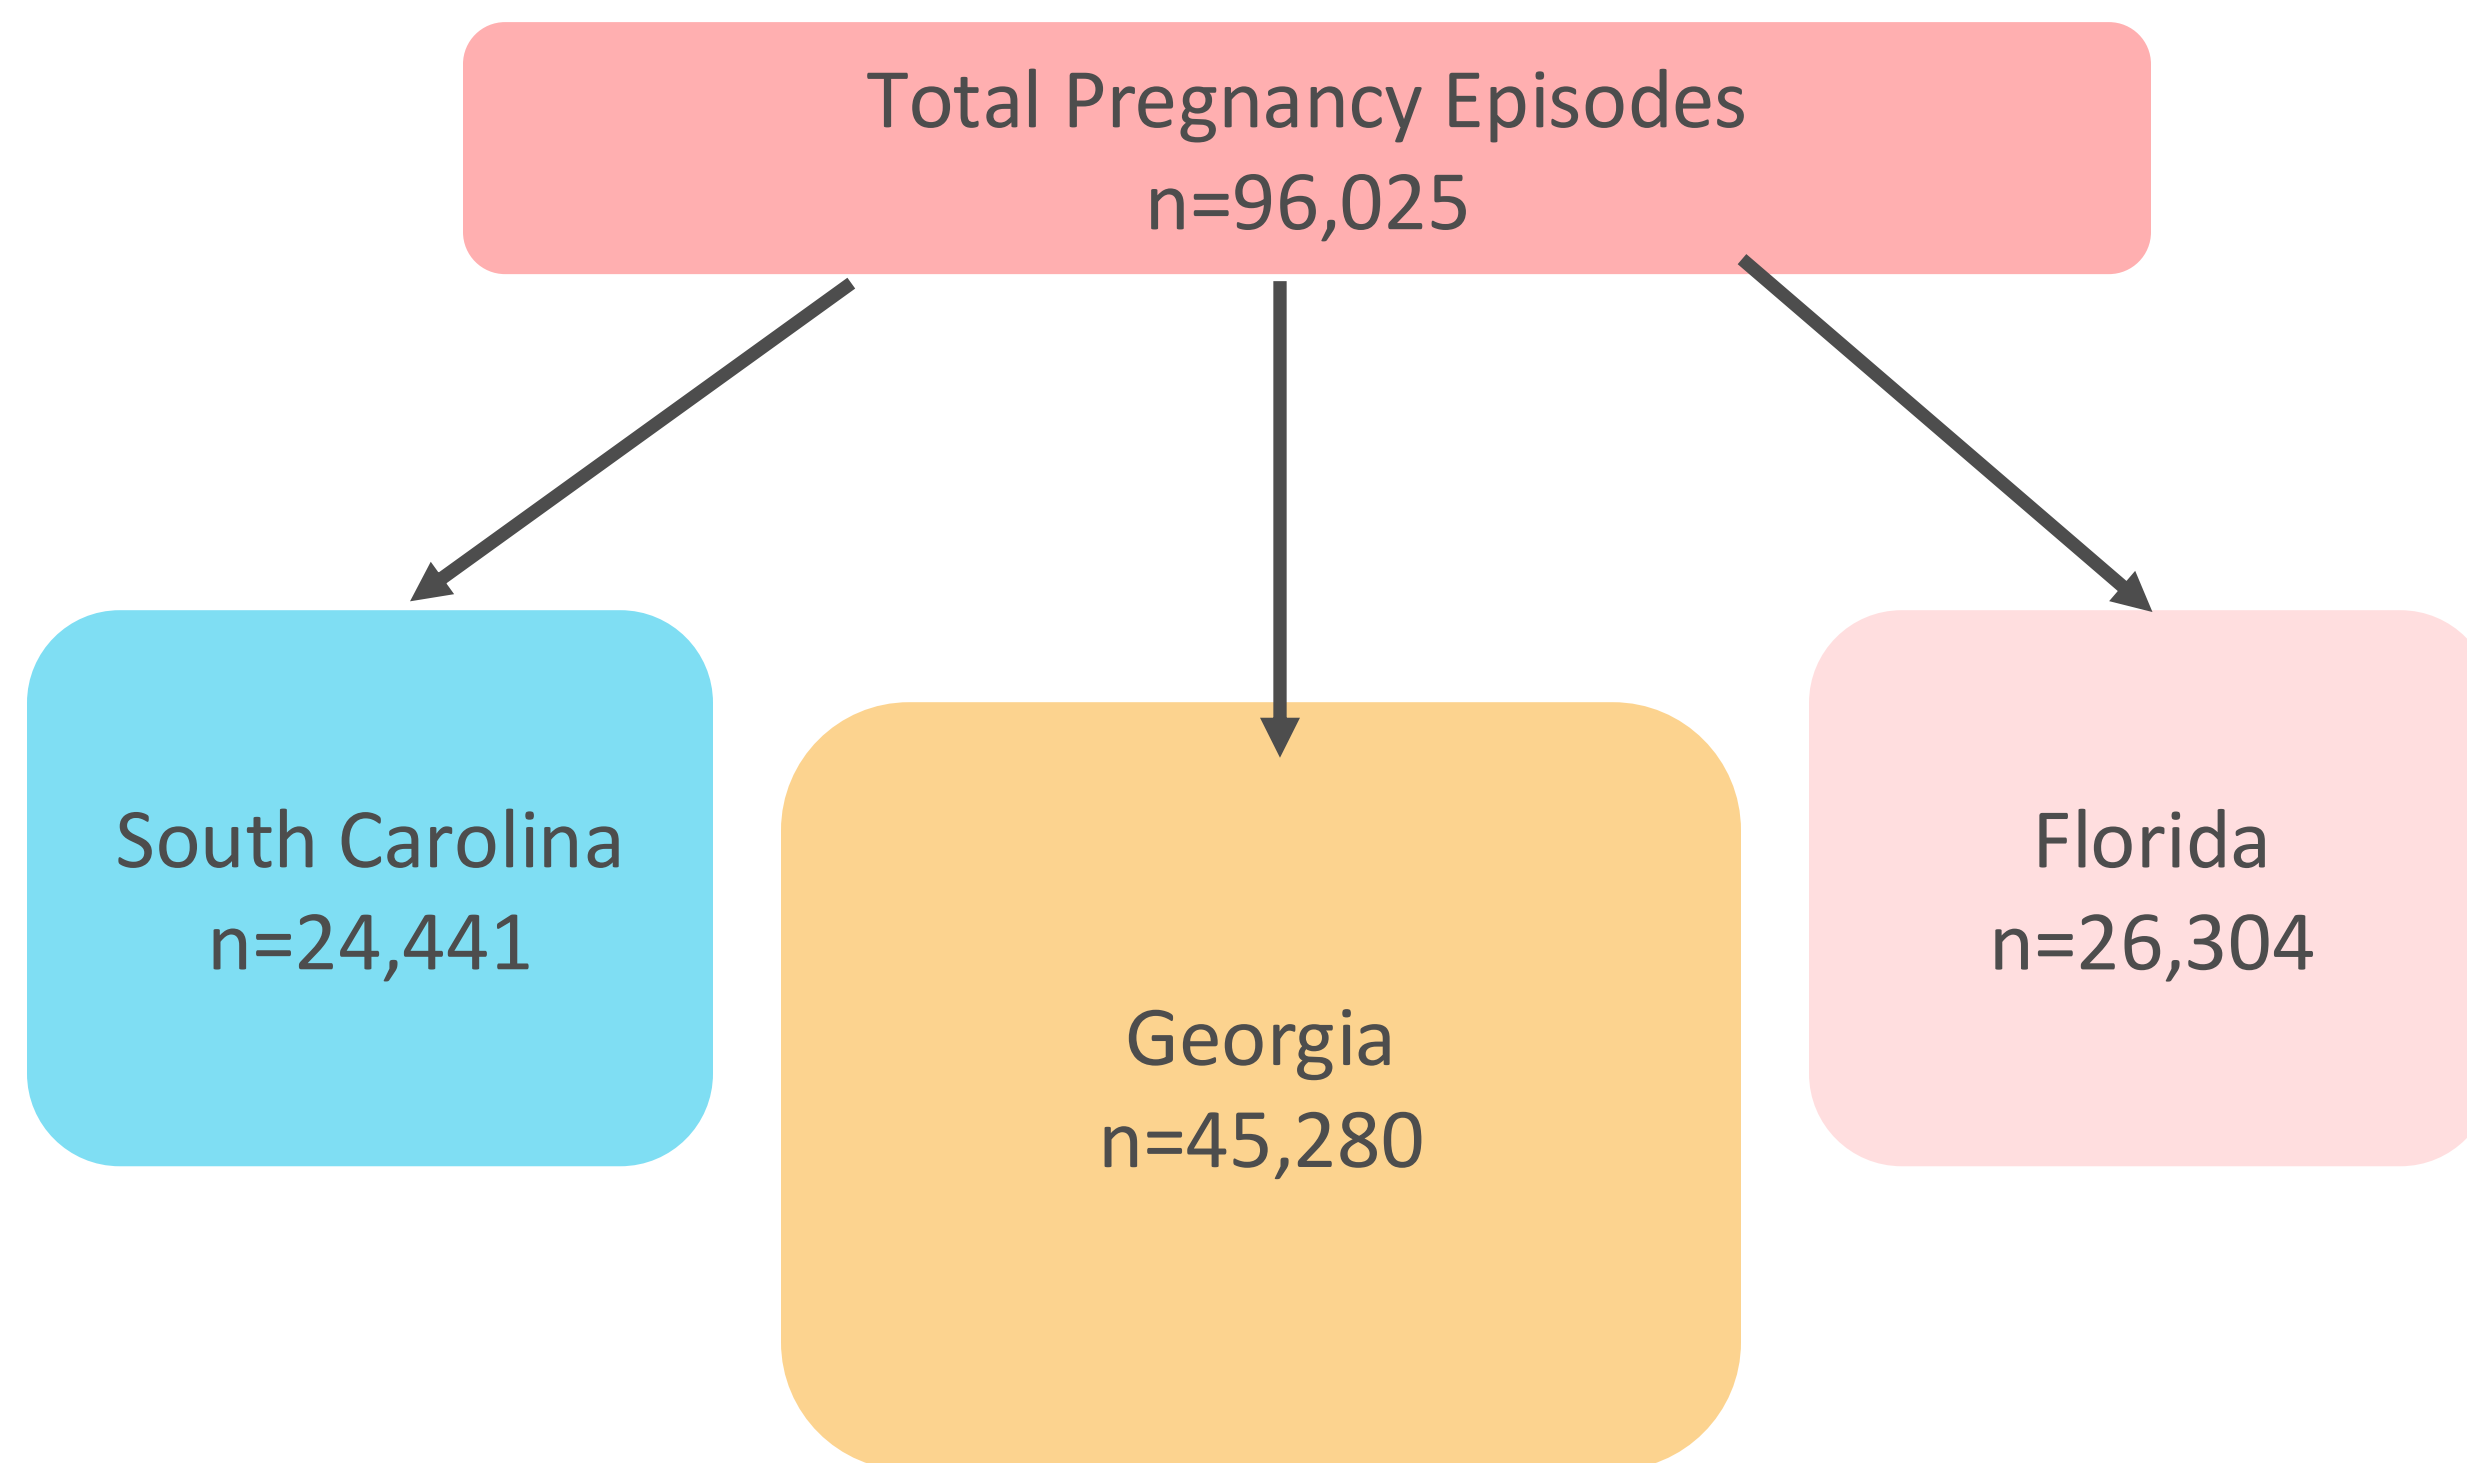 Total Pregnancy Episodes
n=96,025
South Carolina
n=24,441
Georgia
n=45,280
Florida
n=26,304